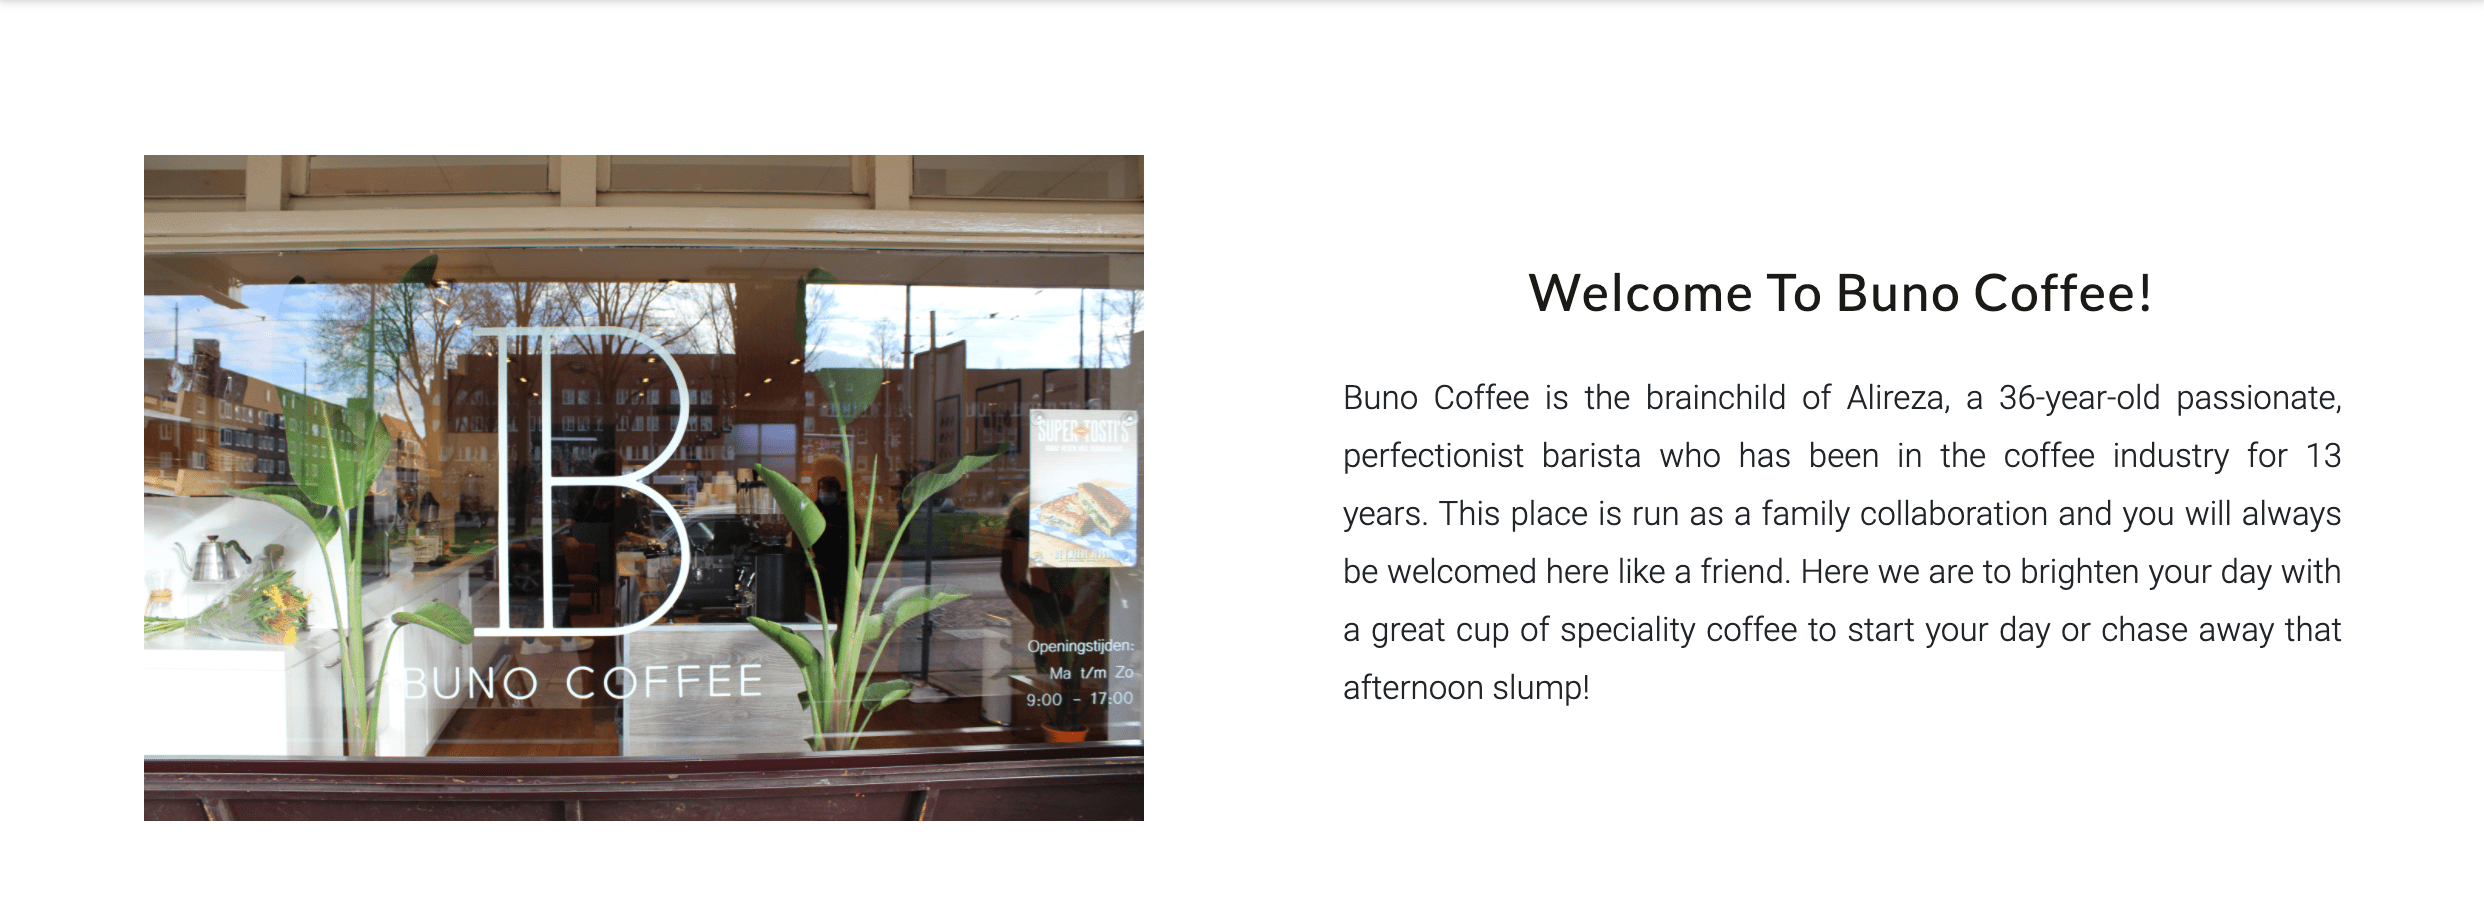 Welcome To Buno Coffee!
Buno Coffee is the brainchild of Alireza, a 36-year-old passionate,
perfectionist barista who has been in the coffee industry for 13
years. This place is run as a family collaboration and you will always
be welcomed here like a friend. Here we are to brighten your day with
a great cup of speciality coffee to start your day or chase away that
afternoon slump!
B
BUNO COFFEE
SUPER TOSTI'S
Openingstijden:
Ma t/m Zo
9:00 - 17:00